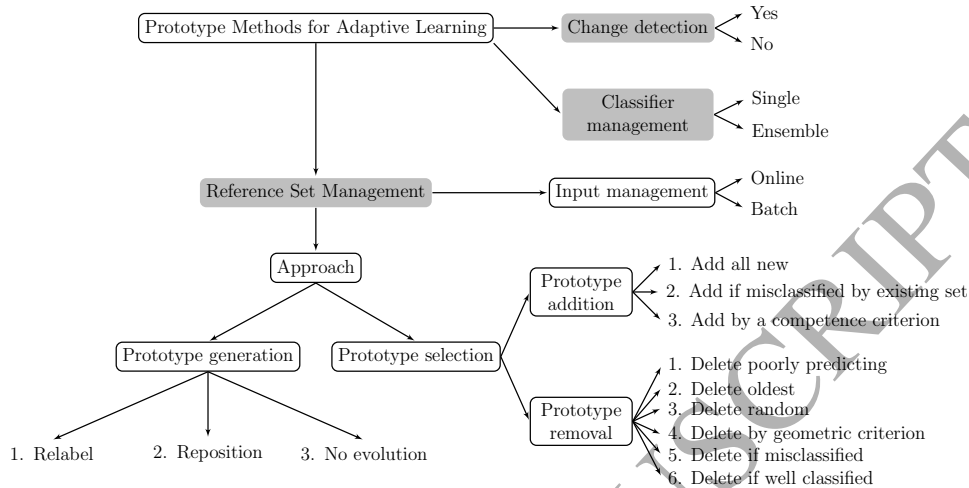 Prototype Methods for Adaptive Learning
Change detection
Yes
No
Classifier
management
Single
Ensemble
Reference Set Management
Input management
Online
Batch
Approach
Prototype generation
Prototype selection
1. Relabel
2. Reposition
3. No evolution
Prototype
addition
1. Add all new
2. Add if misclassified by existing set
3. Add by a competence criterion
Prototype
removal
1. Delete poorly predicting
2. Delete oldest
3. Delete random
4. Delete by geometric criterion
5. Delete if misclassified
6. Delete if well classified
USCRIPT